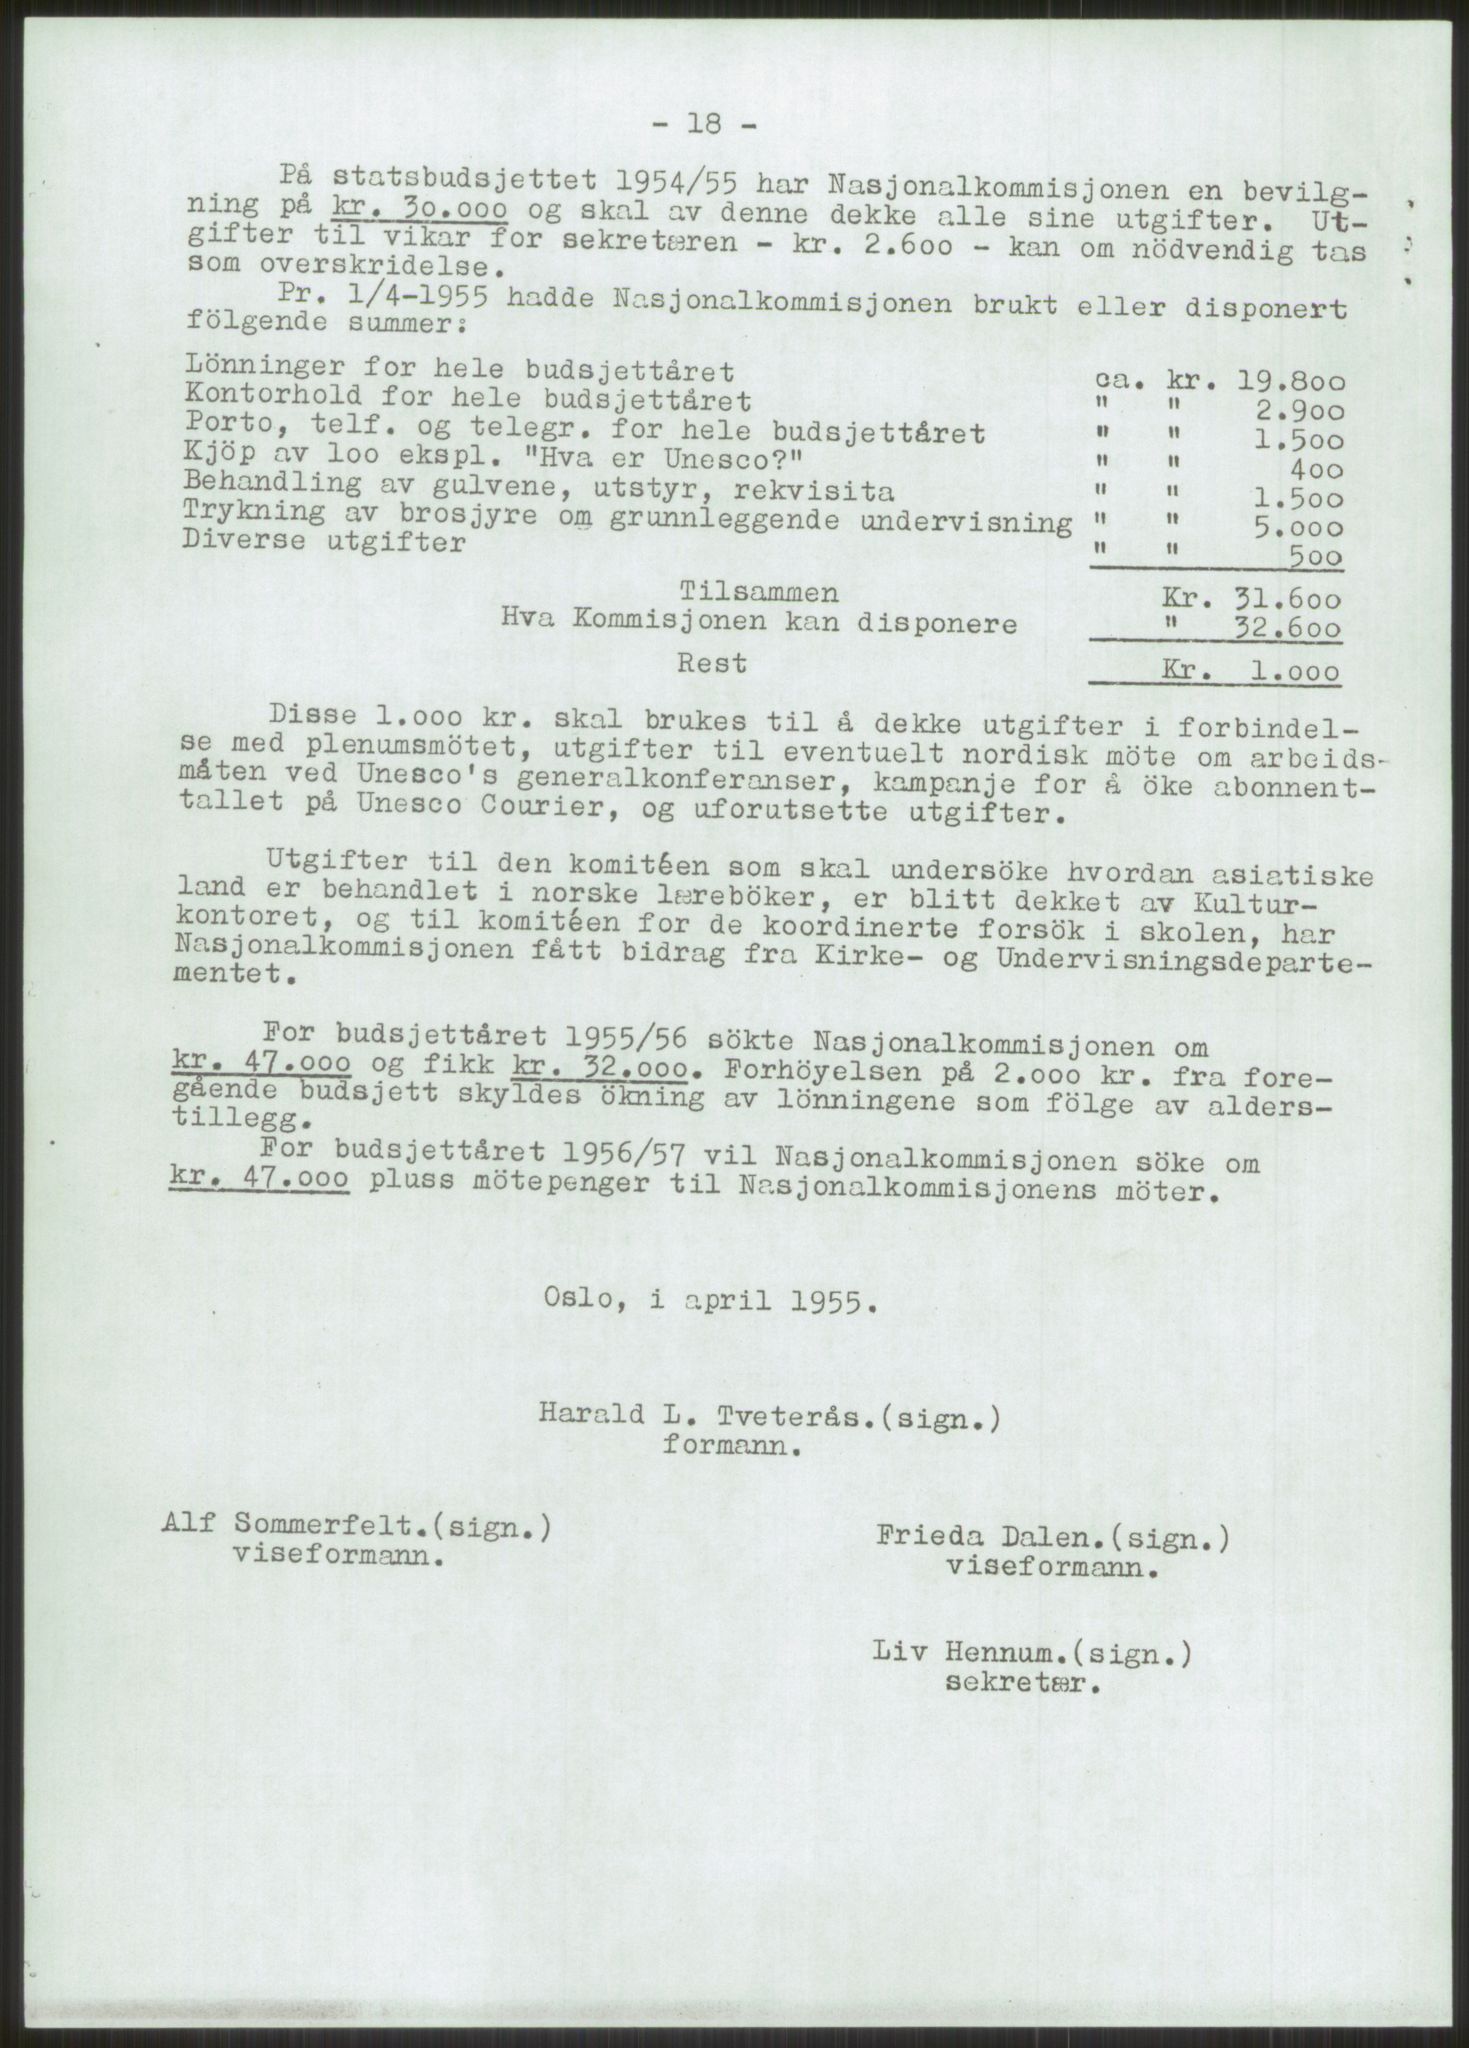 - 18 -
På statsbudsjettet 1954/55 har Nasjonalkommisjonen en bevilg-
ning på kr. 30.000 og skal av denne dekke alle sine utgifter. Ut-
gifter til vikar for sekretæren - kr. 2.600 - kan om nödvendig tas
som overskridelse.
Pr. 1/4-1955 hadde Nasjonalkommisjonen brukt eller disponert
fölgende summer:
Lönninger for hele budsjettåret ca. kr. 19.800
Kontorhold for hele budsjettåret " " 2.900
Porto, telf. og telegr. for hele budsjettåret " " 1.500
Kjöp av 100 ekspl. "Hva er Unesco?" " " 400
Behandling av gulvene, utstyr, rekvisita " " 1.500
Trykning av brosjyre om grunnleggende undervisning " " 5.000
Diverse utgifter " " 500
Tilsammen Kr. 31.600
Hva Kommisjonen kan disponere " 32.600
Rest Kr. 1.000
Disse 1.000 kr. skal brukes til å dekke utgifter i forbindel-
se med plenumsmötet, utgifter til eventuelt nordisk möte om arbeids-
måten ved Unesco's generalkonferanser, kampanje for å öke abonnent-
tallet på Unesco Courier, og uforutsette utgifter.
Utgifter til den komitéen som skal undersöke hvordan asiatiske
land er behandlet i norske læreböker, er blitt dekket av Kultur-
kontoret, og til komitéen for de koordinerte forsök i skolen, har
Nasjonalkommisjonen fått bidrag fra Kirke- og Undervisningsdeparte-
mentet.
For budsjettåret 1955/56 sökte Nasjonalkommisjonen om
kr. 47.000 og fikk kr. 32.000. Forhöyelsen på 2.000 kr. fra fore-
gående budsjett skyldes ökning av lönningene som fölge av alders-
tillegg.
For budsjettåret 1956/57 vil Nasjonalkommisjonen söke om
kr. 47.000 pluss mötepenger til Nasjonalkommisjonens möter.
Oslo, i april 1955.
Harald L. Tveterås.(sign.)
formann.
Alf Sommerfelt.(sign.)
viseformann.
Frieda Dalen.(sign.)
viseformann.
Liv Hennum.(sign.)
sekretær.